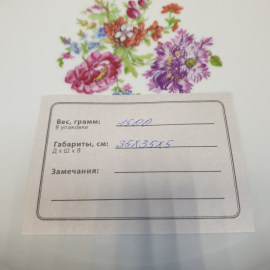 Вес, грамм: 1500
В упаковке
Габариты, см: 35х35х5
Д х Ш х В
Замечания: